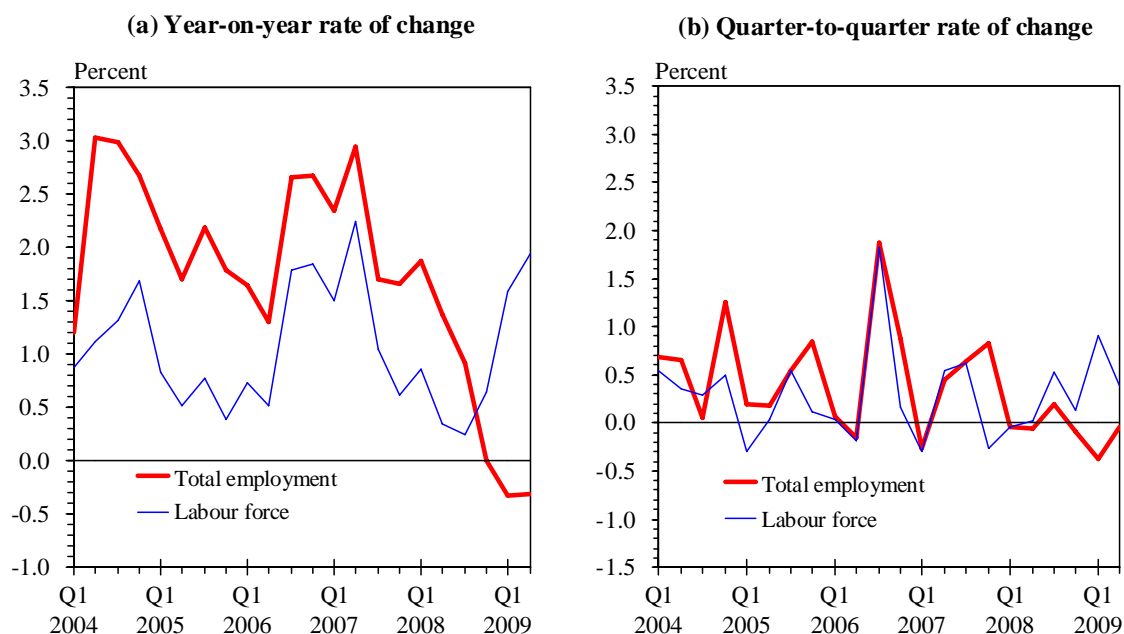 (a) Year-on-year rate of change
Percent
3.5
3.0
2.5
2.0
1.5
1.0
0.5
0.0
-0.5
-1.0
Total employment
Labour force
Q1 Q1 Q1 Q1 Q1 Q1
2004 2005 2006 2007 2008 2009
(b) Quarter-to-quarter rate of change
Percent
3.5
3.0
2.5
2.0
1.5
1.0
0.5
0.0
-0.5
-1.0
-1.5
Total employment
Labour force
Q1 Q1 Q1 Q1 Q1 Q1
2004 2005 2006 2007 2008 2009